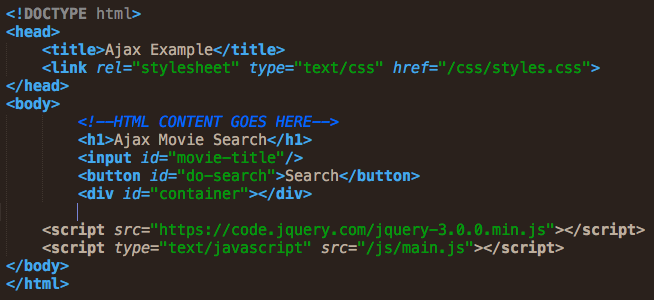 <!DOCTYPE html>
<head>
<title>Ajax Example</title>
<link rel="stylesheet" type="text/css" href="/css/styles.css">
</head>
<body>
<!--HTML CONTENT GOES HERE-->
<h1>Ajax Movie Search</h1>
<input id="movie-title"/>
<button id="do-search">Search</button>
<div id="container"></div>
<script src="https://code.jquery.com/jquery-3.0.0.min.js"></script>
<script type="text/javascript" src="/js/main.js"></script>
</body>
</html>